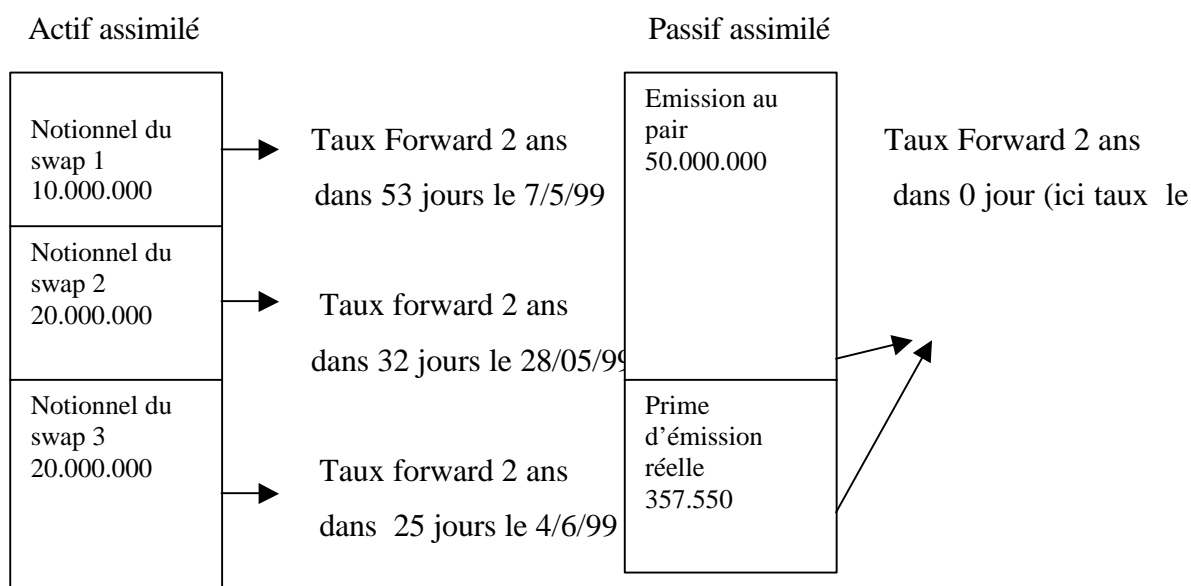 Actif assimilé
Passif assimilé
Notionnel du
swap 1
10.000.000
Taux Forward 2 ans
dans 53 jours le 7/5/99
Notionnel du
swap 2
20.000.000
Taux forward 2 ans
dans 32 jours le 28/05/99
Notionnel du
swap 3
20.000.000
Taux forward 2 ans
dans 25 jours le 4/6/99
Emission au
pair
50.000.000
Taux Forward 2 ans
dans 0 jour (ici taux le
Prime
d’émission
réelle
357.550